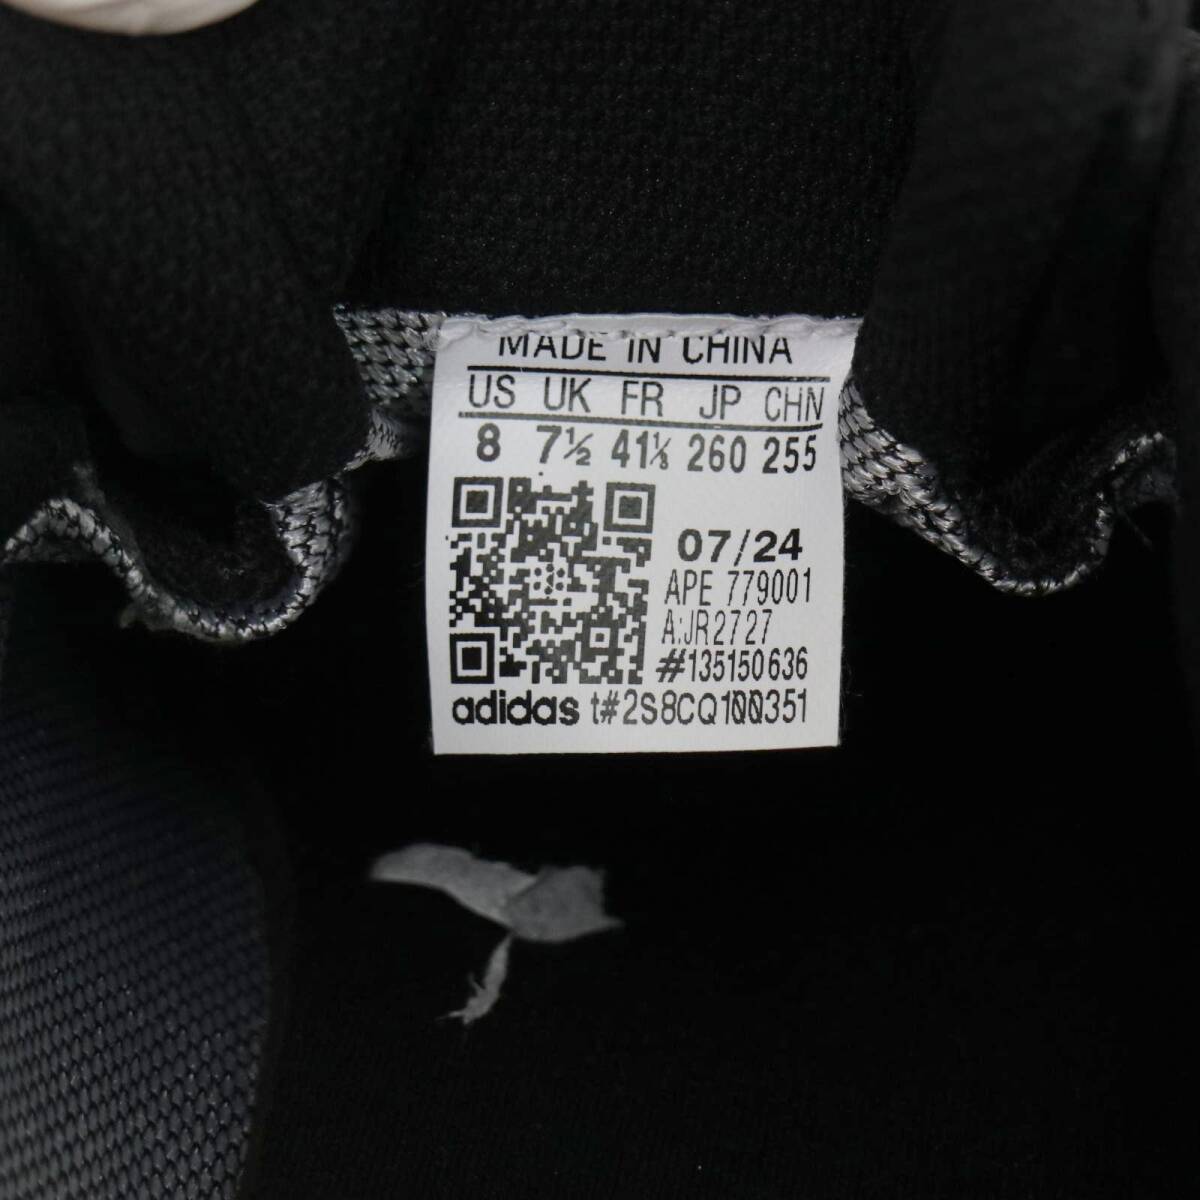 MADE IN CHINA
US UK FR JP CHN
8 7½ 41⅓ 260 255
07/24
APE 779001
A:JR2727
#135150636
adidas t#2S8CQ100351